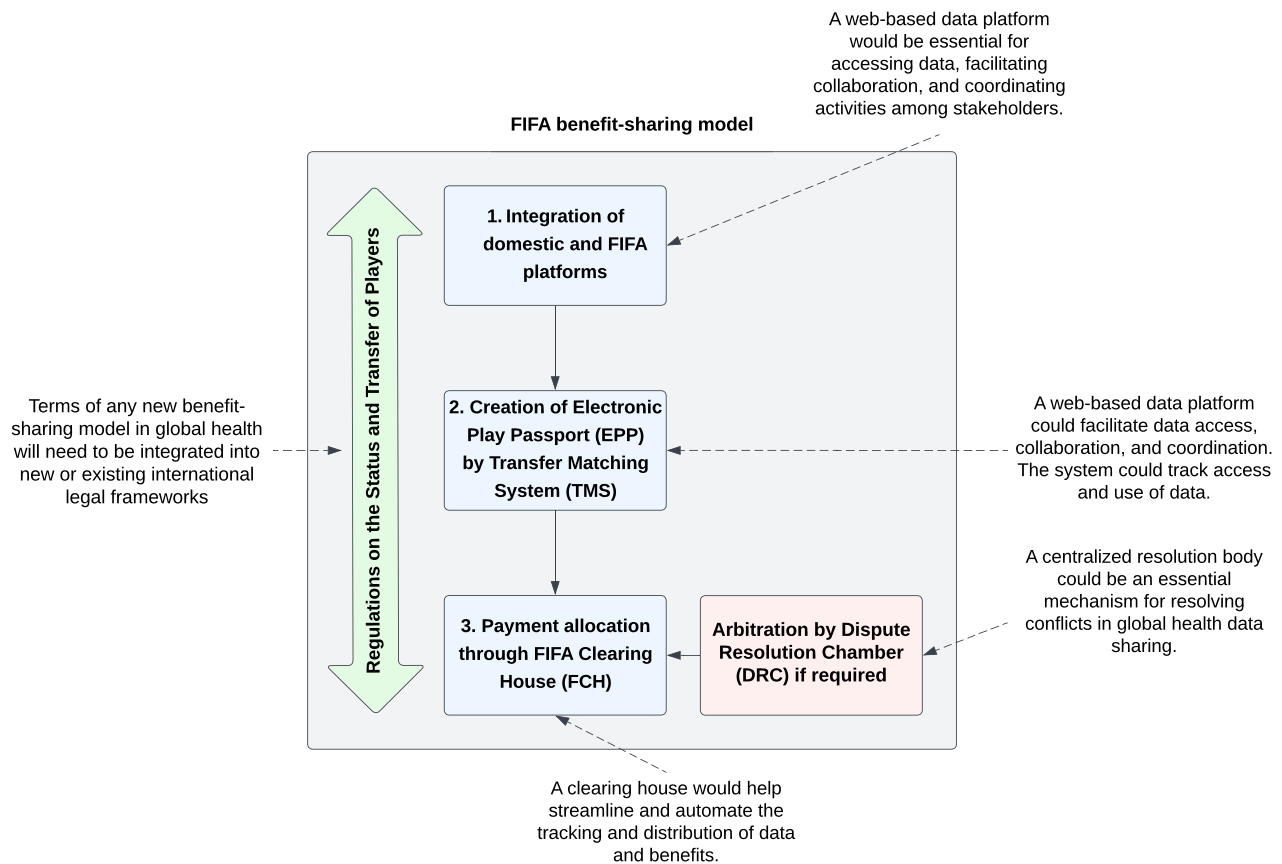 A web-based data platform
would be essential for
accessing data, facilitating
collaboration, and coordinating
activities among stakeholders.
FIFA benefit-sharing model
1. Integration of
domestic and FIFA
platforms
Regulations on the Status and Transfer of Players
Terms of any new benefit-
sharing model in global health
will need to be integrated into
new or existing international
legal frameworks
2. Creation of Electronic
Play Passport (EPP)
by Transfer Matching
System (TMS)
A web-based data platform
could facilitate data access,
collaboration, and coordination.
The system could track access
and use of data.
3. Payment allocation
through FIFA Clearing
House (FCH)
Arbitration by Dispute
Resolution Chamber
(DRC) if required
A centralized resolution body
could be an essential
mechanism for resolving
conflicts in global health data
sharing.
A clearing house would help
streamline and automate the
tracking and distribution of data
and benefits.